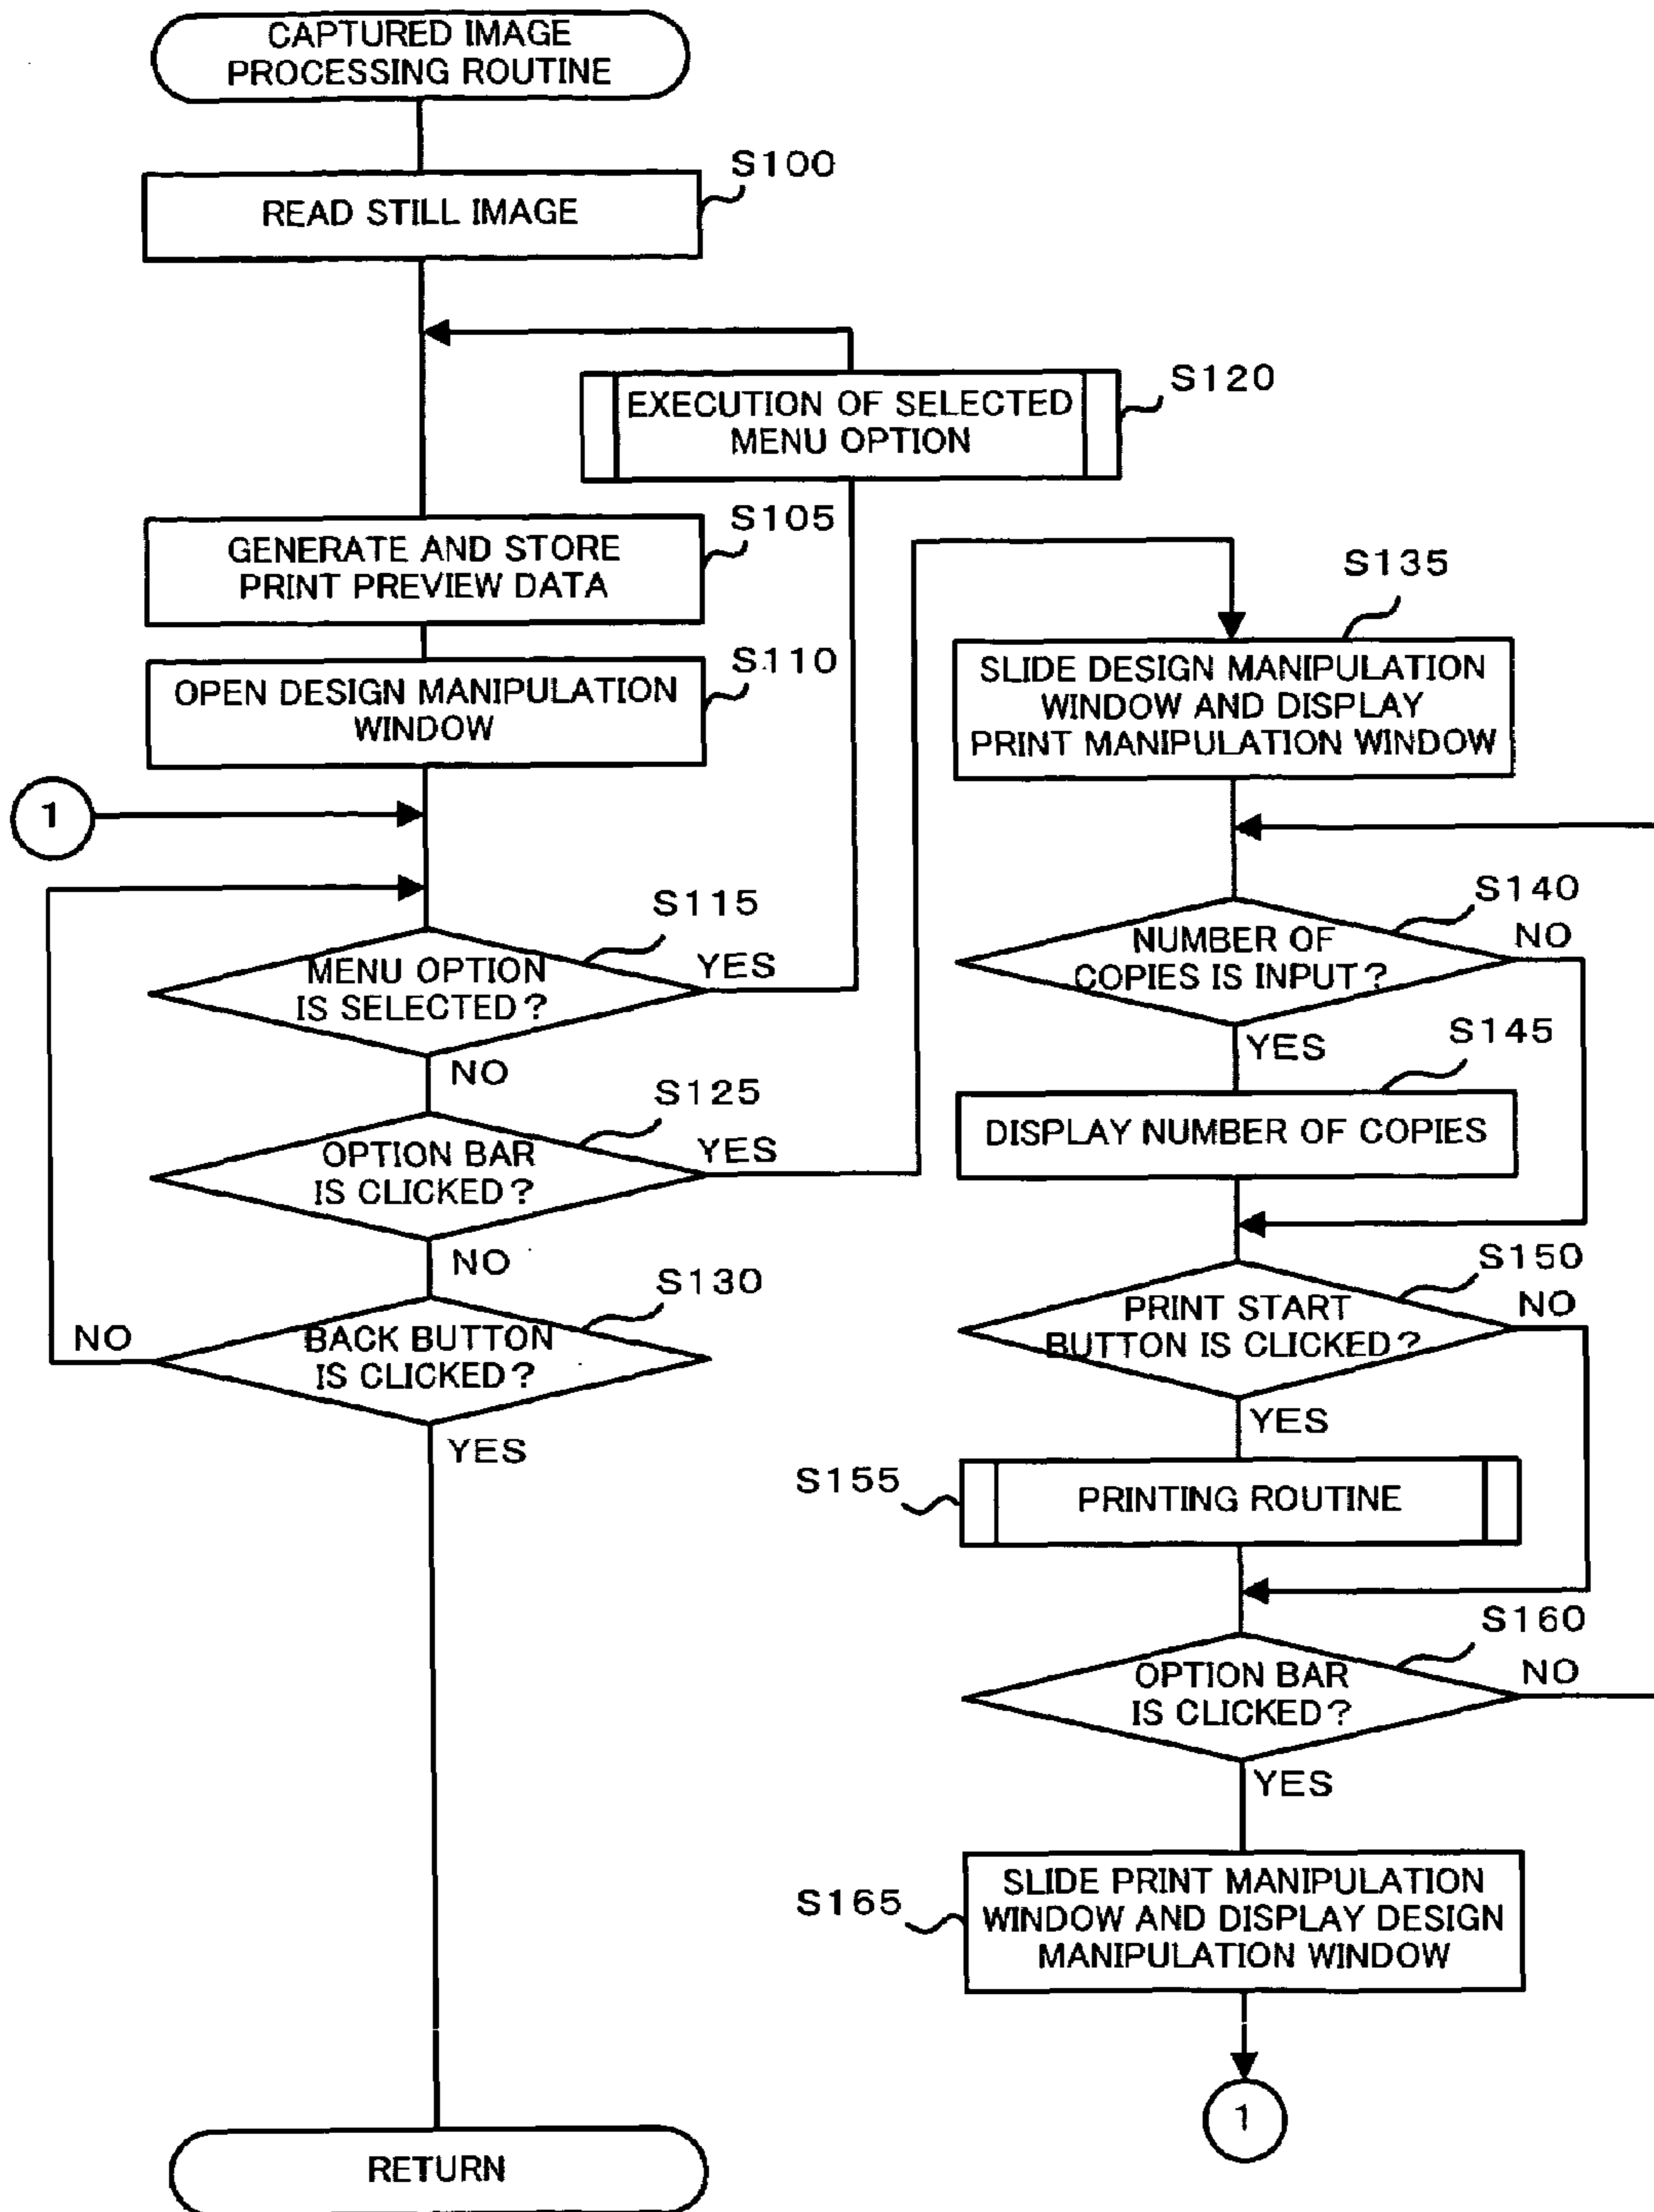 CAPTURED IMAGE
PROCESSING ROUTINE
S100
READ STILL IMAGE
S120
EXECUTION OF SELECTED
MENU OPTION
S105
GENERATE AND STORE
PRINT PREVIEW DATA
S110
OPEN DESIGN MANIPULATION
WINDOW
1
S115
MENU OPTION
IS SELECTED?
YES
NO
S125
OPTION BAR
IS CLICKED?
YES
NO
S130
BACK BUTTON
IS CLICKED?
NO
YES
RETURN
S135
SLIDE DESIGN MANIPULATION
WINDOW AND DISPLAY
PRINT MANIPULATION WINDOW
S140
NUMBER OF
COPIES IS INPUT?
NO
YES
S145
DISPLAY NUMBER OF COPIES
S150
PRINT START
BUTTON IS CLICKED?
NO
YES
S155
PRINTING ROUTINE
S160
OPTION BAR
IS CLICKED?
NO
YES
S165
SLIDE PRINT MANIPULATION
WINDOW AND DISPLAY DESIGN
MANIPULATION WINDOW
1